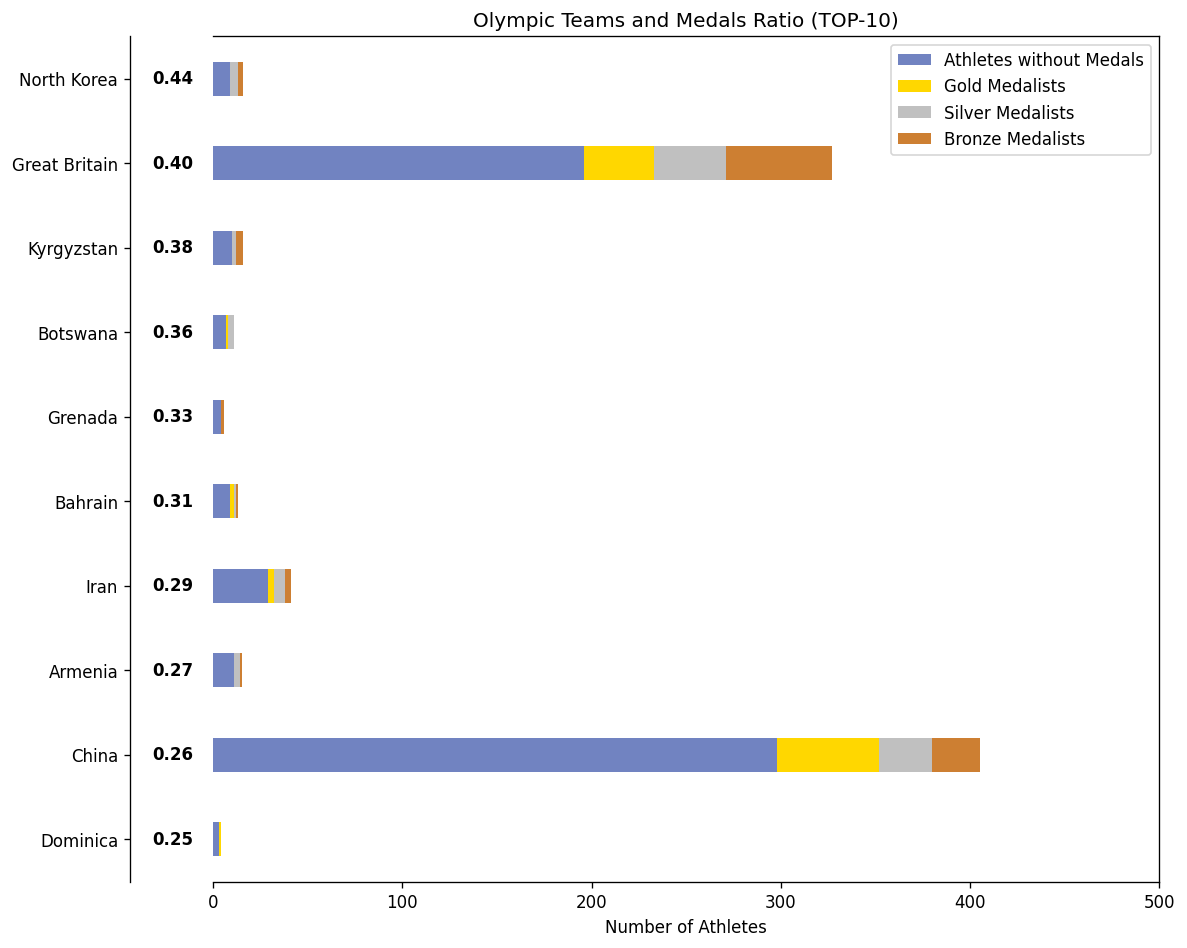 Olympic Teams and Medals Ratio (TOP-10)
Athletes without Medals
Gold Medalists
Silver Medalists
Bronze Medalists
North Korea 0.44
Great Britain 0.40
Kyrgyzstan 0.38
Botswana 0.36
Grenada 0.33
Bahrain 0.31
Iran 0.29
Armenia 0.27
China 0.26
Dominica 0.25
0 100 200 300 400 500
Number of Athletes